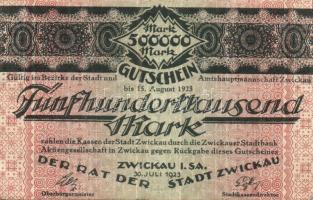 Mark
500000
Mark
GUTSCHEIN
Gültig im Bezirke der Stadt und Amtshauptmannschaft Zwickau
bis 15. August 1923
Fünfhunderttausend
Mark
zahlen die Kassen der Stadt Zwickau durch die Zwickauer Stadtbank
Aktiengesellschaft in Zwickau gegen Rückgabe dieses Gutscheines
ZWICKAU I. SA.
30. JULI 1923
DER RAT DER STADT ZWICKAU
Oberbürgermeister Stadtkassendirektor